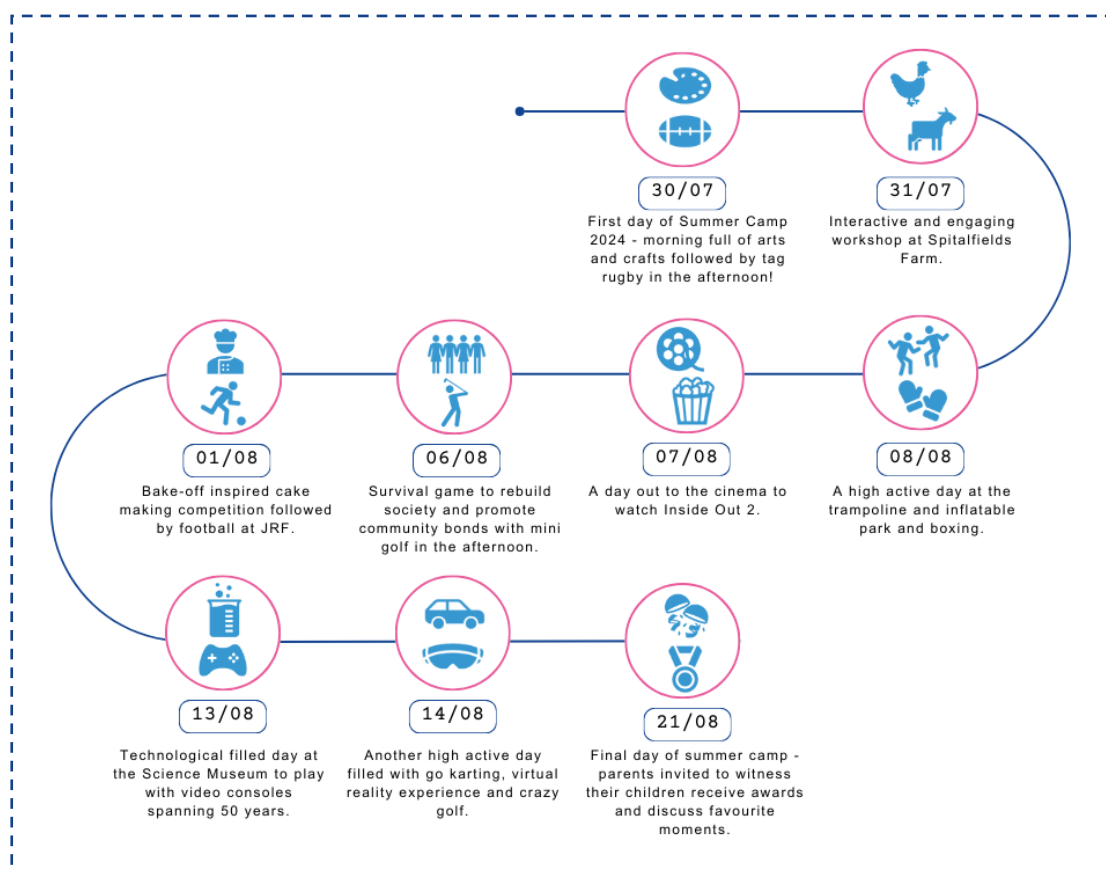 30/07
First day of Summer Camp
2024 - morning full of arts
and crafts followed by tag
rugby in the afternoon!
31/07
Interactive and engaging
workshop at Spitalfields
Farm.
01/08
Bake-off inspired cake
making competition followed
by football at JRF.
06/08
Survival game to rebuild
society and promote
community bonds with mini
golf in the afternoon.
07/08
A day out to the cinema to
watch Inside Out 2.
08/08
A high active day at the
trampoline and inflatable
park and boxing.
13/08
Technological filled day at
the Science Museum to play
with video consoles
spanning 50 years.
14/08
Another high active day
filled with go karting, virtual
reality experience and crazy
golf.
21/08
Final day of summer camp -
parents invited to witness
their children receive awards
and discuss favourite
moments.